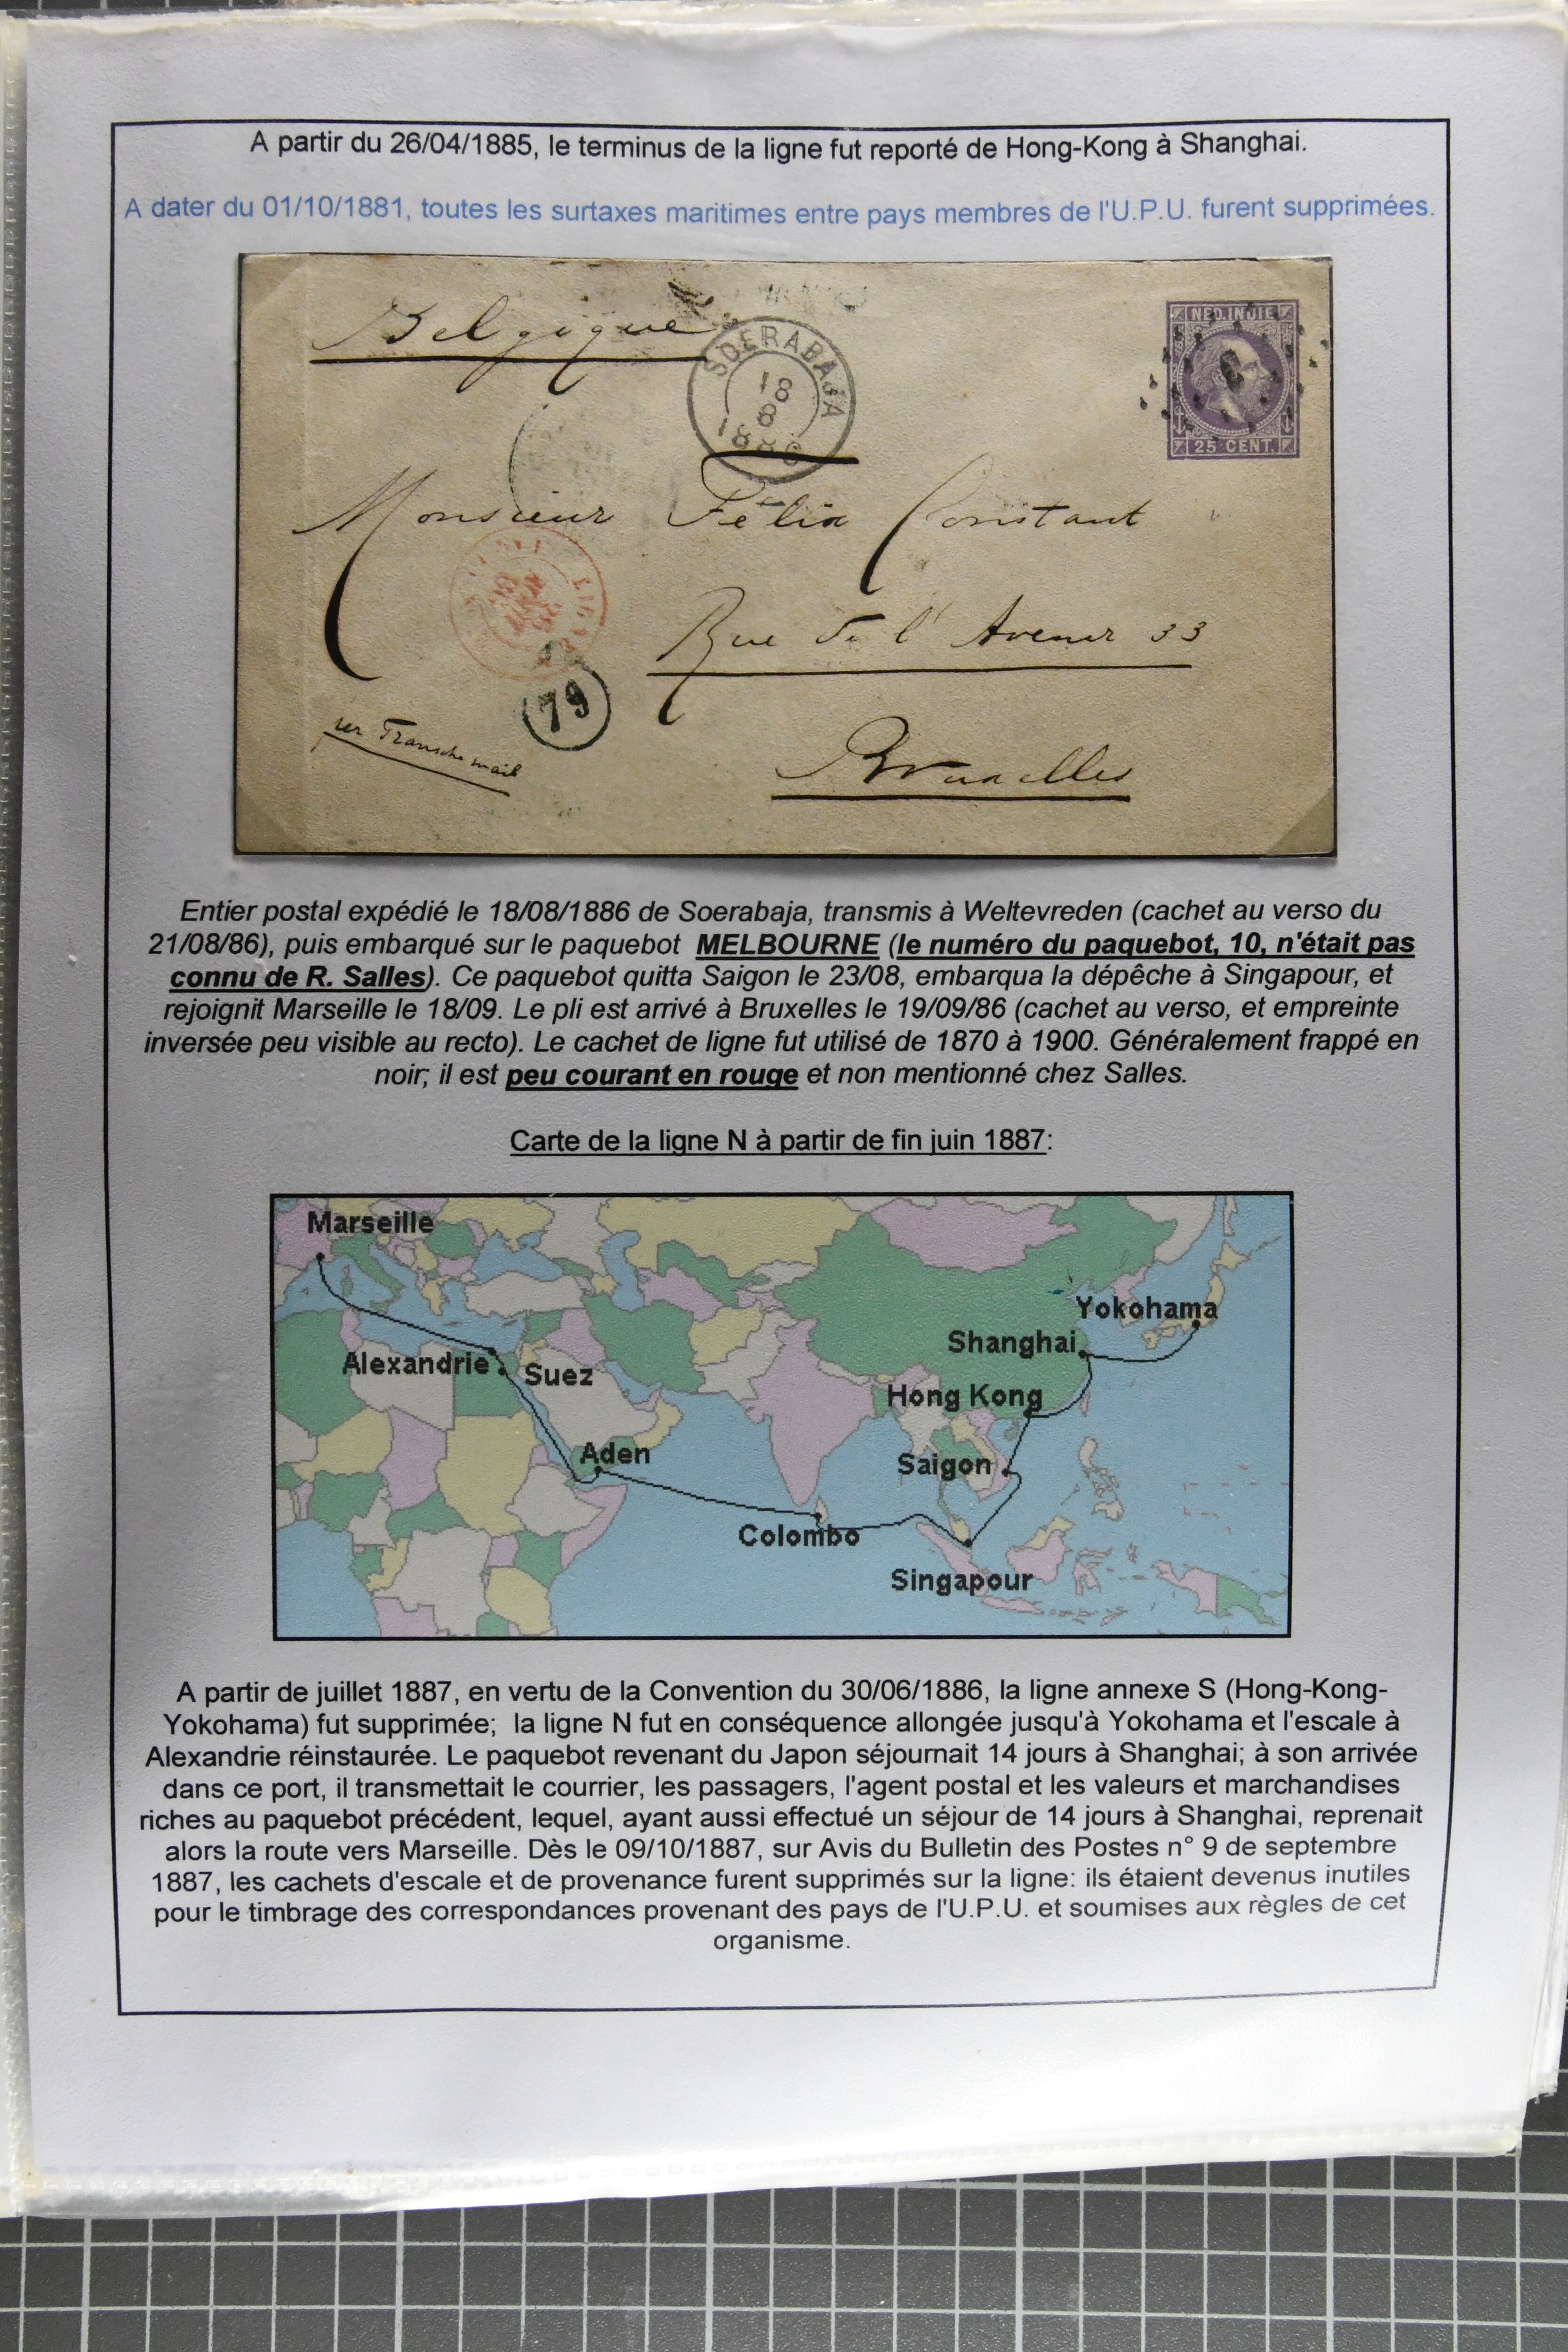 A partir du 26/04/1885, le terminus de la ligne fut reporté de Hong-Kong à Shanghai.
A dater du 01/10/1881, toutes les surtaxes maritimes entre pays membres de l'U.P.U. furent supprimées.
Belgique
SOERABAJA
18
8
1886
NED. INDIE
25 CENT.
Monsieur Félix Constant
Rue de l'Avenir 33
79
mail
Bruxelles
Entier postal expédié le 18/08/1886 de Soerabaja, transmis à Weltevreden (cachet au verso du
21/08/86), puis embarqué sur le paquebot MELBOURNE (le numéro du paquebot, 10, n'était pas
connu de R. Salles). Ce paquebot quitta Saigon le 23/08, embarqua la dépêche à Singapour, et
rejoignit Marseille le 18/09. Le pli est arrivé à Bruxelles le 19/09/86 (cachet au verso, et empreinte
inversée peu visible au recto). Le cachet de ligne fut utilisé de 1870 à 1900. Généralement frappé en
noir; il est peu courant en rouge et non mentionné chez Salles.
Carte de la ligne N à partir de fin juin 1887:
Marseille
Yokohama
Shanghai
Alexandrie
Suez
Hong Kong
Aden
Saigon
Colombo
Singapour
A partir de juillet 1887, en vertu de la Convention du 30/06/1886, la ligne annexe S (Hong-Kong-
Yokohama) fut supprimée; la ligne N fut en conséquence allongée jusqu'à Yokohama et l'escale à
Alexandrie réinstaurée. Le paquebot revenant du Japon séjournait 14 jours à Shanghai; à son arrivée
dans ce port, il transmettait le courrier, les passagers, l'agent postal et les valeurs et marchandises
riches au paquebot précédent, lequel, ayant aussi effectué un séjour de 14 jours à Shanghai, reprenait
alors la route vers Marseille. Dès le 09/10/1887, sur Avis du Bulletin des Postes n° 9 de septembre
1887, les cachets d'escale et de provenance furent supprimés sur la ligne: ils étaient devenus inutiles
pour le timbrage des correspondances provenant des pays de l'U.P.U. et soumises aux règles de cet
organisme.